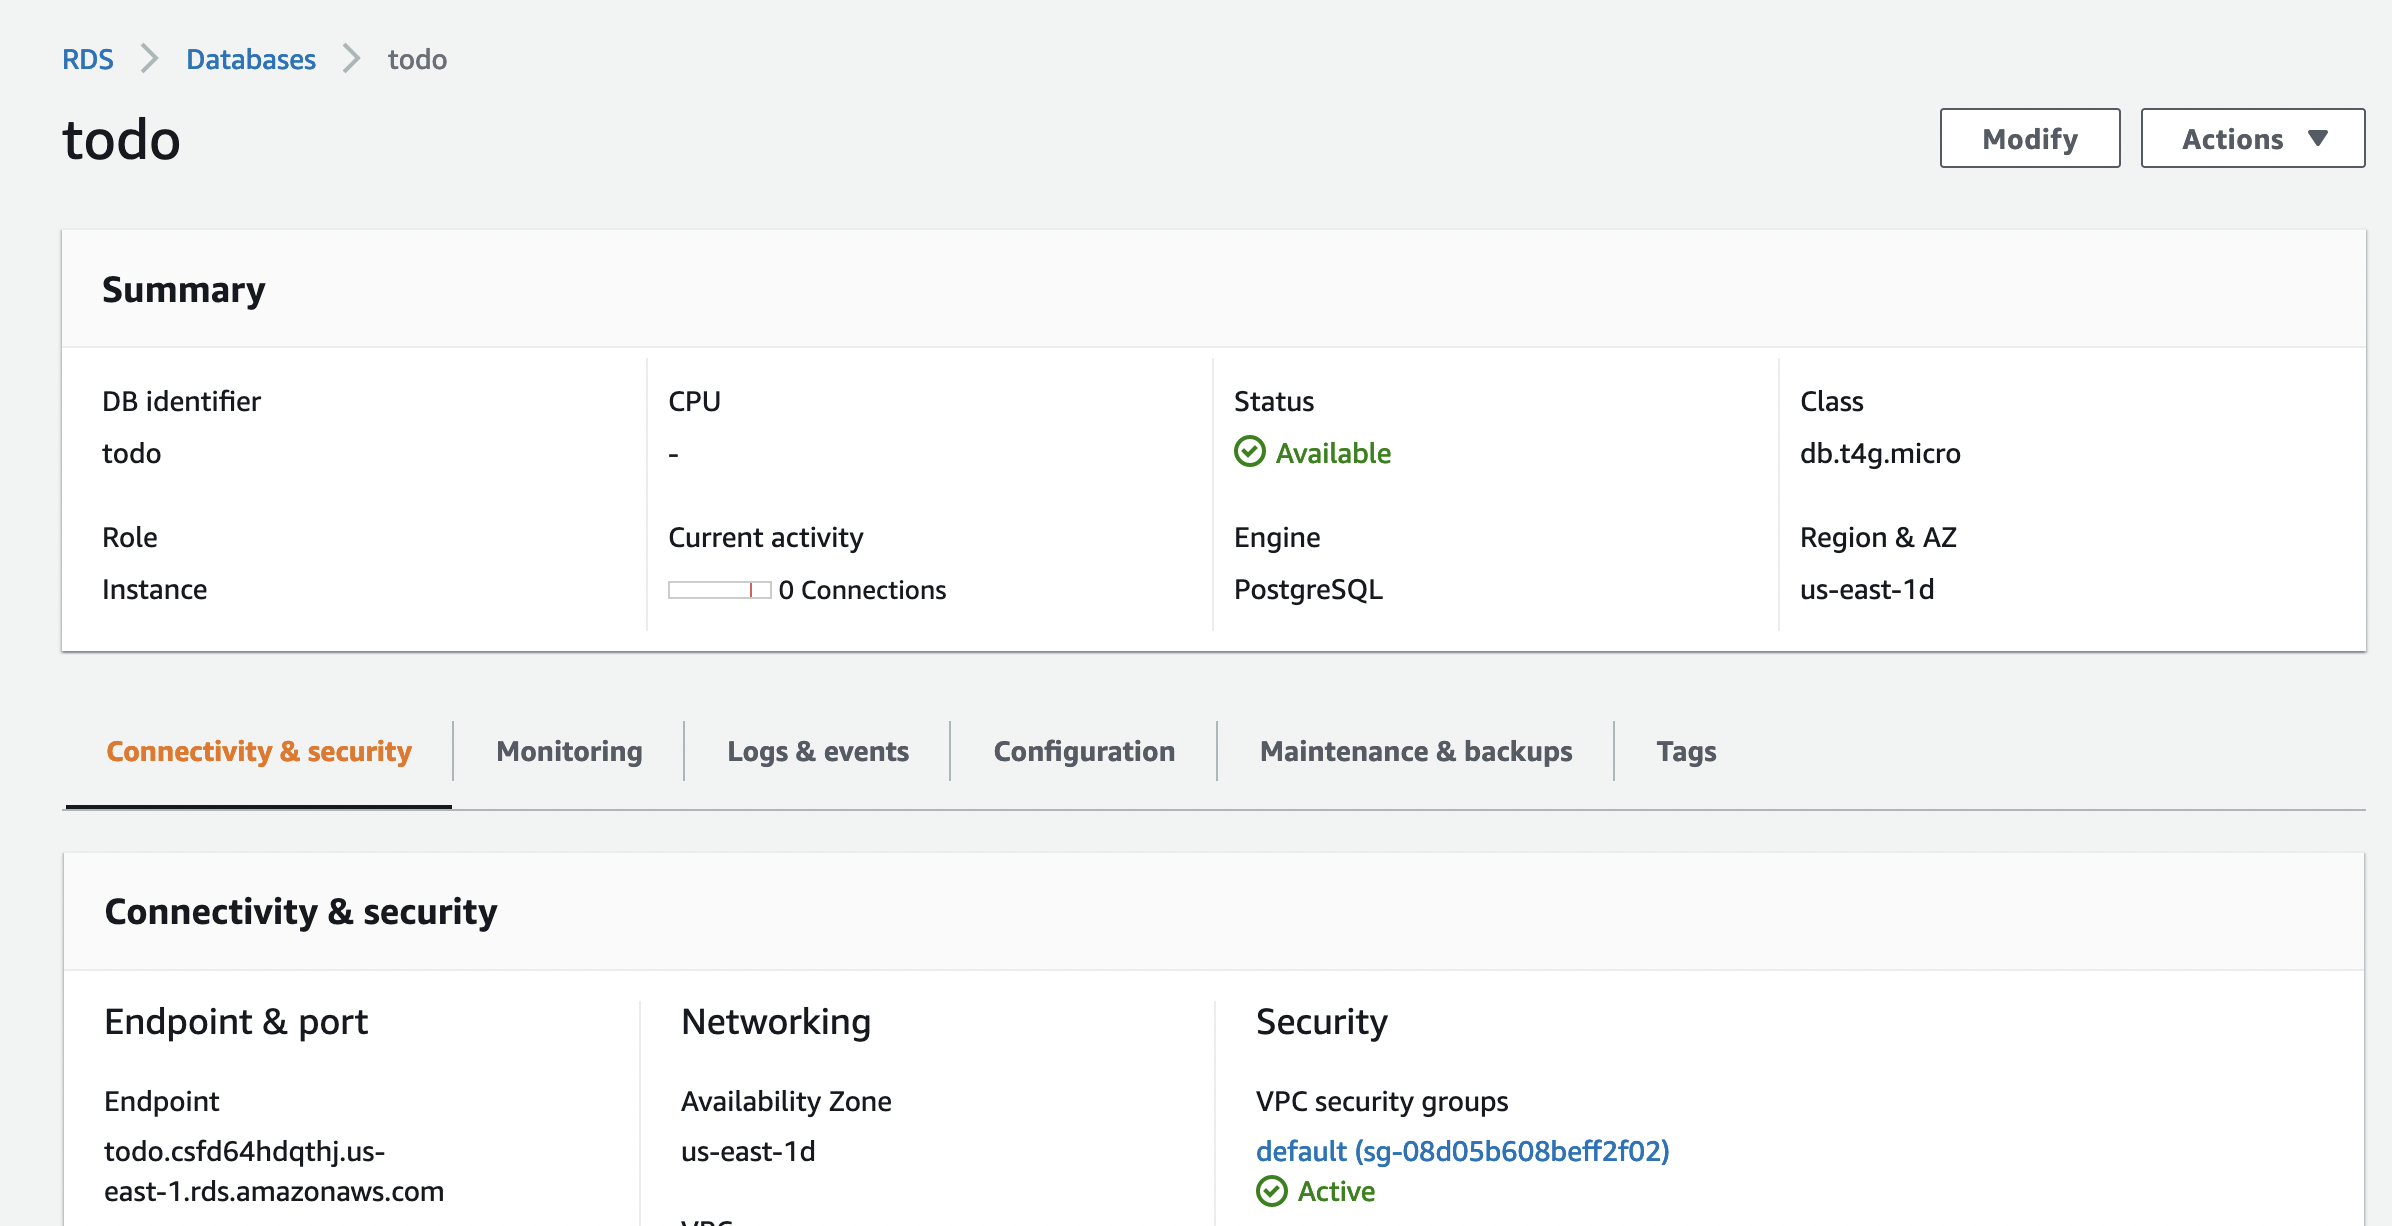 RDS Databases todo
todo
Modify Actions
Summary
DB identifier CPU Status Class
todo - Available db.t4g.micro
Role Current activity Engine Region & AZ
Instance 0 Connections PostgreSQL us-east-1d
Connectivity & security Monitoring Logs & events Configuration Maintenance & backups Tags
Connectivity & security
Endpoint & port Networking Security
Endpoint Availability Zone VPC security groups
todo.csfd64hdqthj.us- us-east-1d default (sg-08d05b608beff2f02)
east-1.rds.amazonaws.com Active
VPC